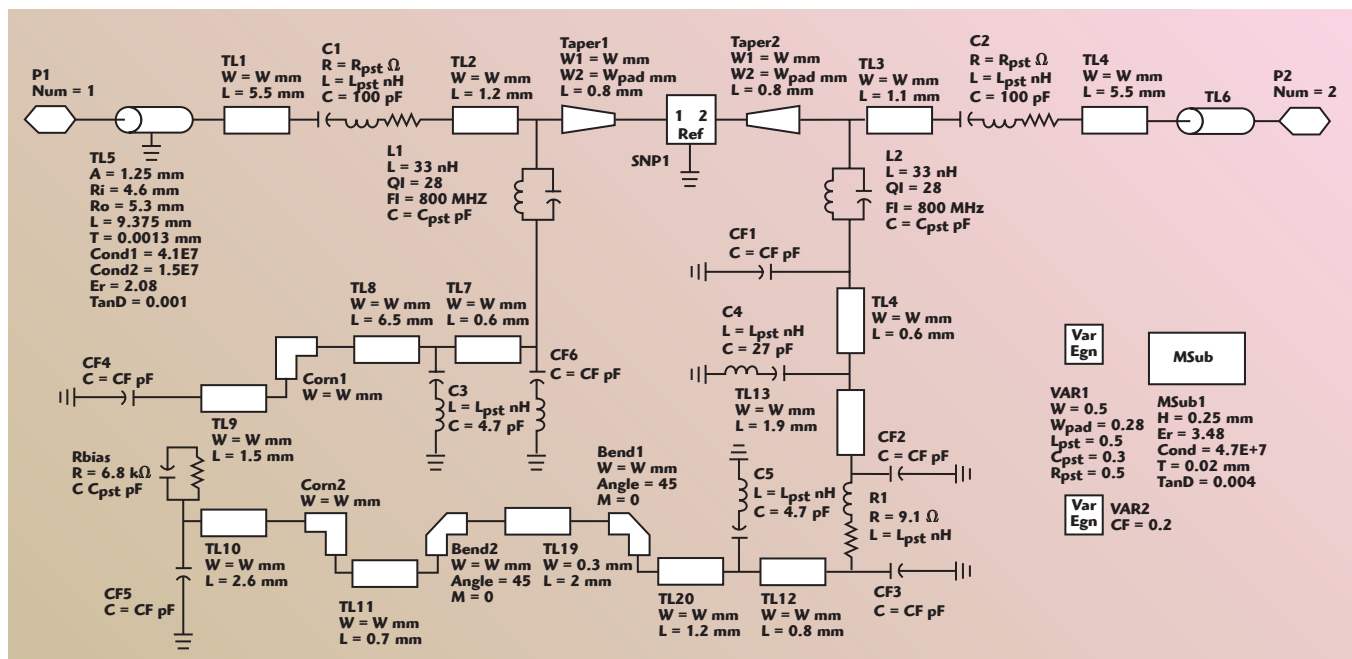 P1
Num = 1
TL5
A = 1.25 mm
Ri = 4.6 mm
Ro = 5.3 mm
L = 9.375 mm
T = 0.0013 mm
Cond1 = 4.1E7
Cond2 = 1.5E7
Er = 2.08
TanD = 0.001
TL1
W = W mm
L = 5.5 mm
C1
R = Rpst Ω
L = Lpst nH
C = 100 pF
TL2
W = W mm
L = 1.2 mm
Taper1
W1 = W mm
W2 = Wpad mm
L = 0.8 mm
1 2
Ref
SNP1
Taper2
W1 = W mm
W2 = Wpad mm
L = 0.8 mm
TL3
W = W mm
L = 1.1 mm
C2
R = Rpst Ω
L = Lpst nH
C = 100 pF
TL4
W = W mm
L = 5.5 mm
TL6
P2
Num = 2
L1
L = 33 nH
QI = 28
FI = 800 MHZ
C = Cpst pF
L2
L = 33 nH
QI = 28
FI = 800 MHz
C = Cpst pF
CF1
C = CF pF
TL4
W = W mm
L = 0.6 mm
C4
L = Lpst nH
C = 27 pF
TL13
W = W mm
L = 1.9 mm
TL8
W = W mm
L = 6.5 mm
TL7
W = W mm
L = 0.6 mm
CF6
C = CF pF
CF4
C = CF pF
Corn1
W = W mm
C3
L = Lpst nH
C = 4.7 pF
TL9
W = W mm
L = 1.5 mm
Rbias
R = 6.8 kΩ
C Cpst pF
Corn2
W = W mm
Bend1
W = W mm
Angle = 45
M = 0
C5
L = Lpst nH
C = 4.7 pF
CF2
C = CF pF
R1
R = 9.1 Ω
L = Lpst nH
TL10
W = W mm
L = 2.6 mm
Bend2
W = W mm
Angle = 45
M = 0
TL19
W = 0.3 mm
L = 2 mm
CF5
C = CF pF
TL11
W = W mm
L = 0.7 mm
TL20
W = W mm
L = 1.2 mm
TL12
W = W mm
L = 0.8 mm
CF3
C = CF pF
Var
Egn
VAR1
W = 0.5
Wpad = 0.28
Lpst = 0.5
Cpst = 0.3
Rpst = 0.5
MSub
MSub1
H = 0.25 mm
Er = 3.48
Cond = 4.7E+7
T = 0.02 mm
TanD = 0.004
Var
Egn
VAR2
CF = 0.2